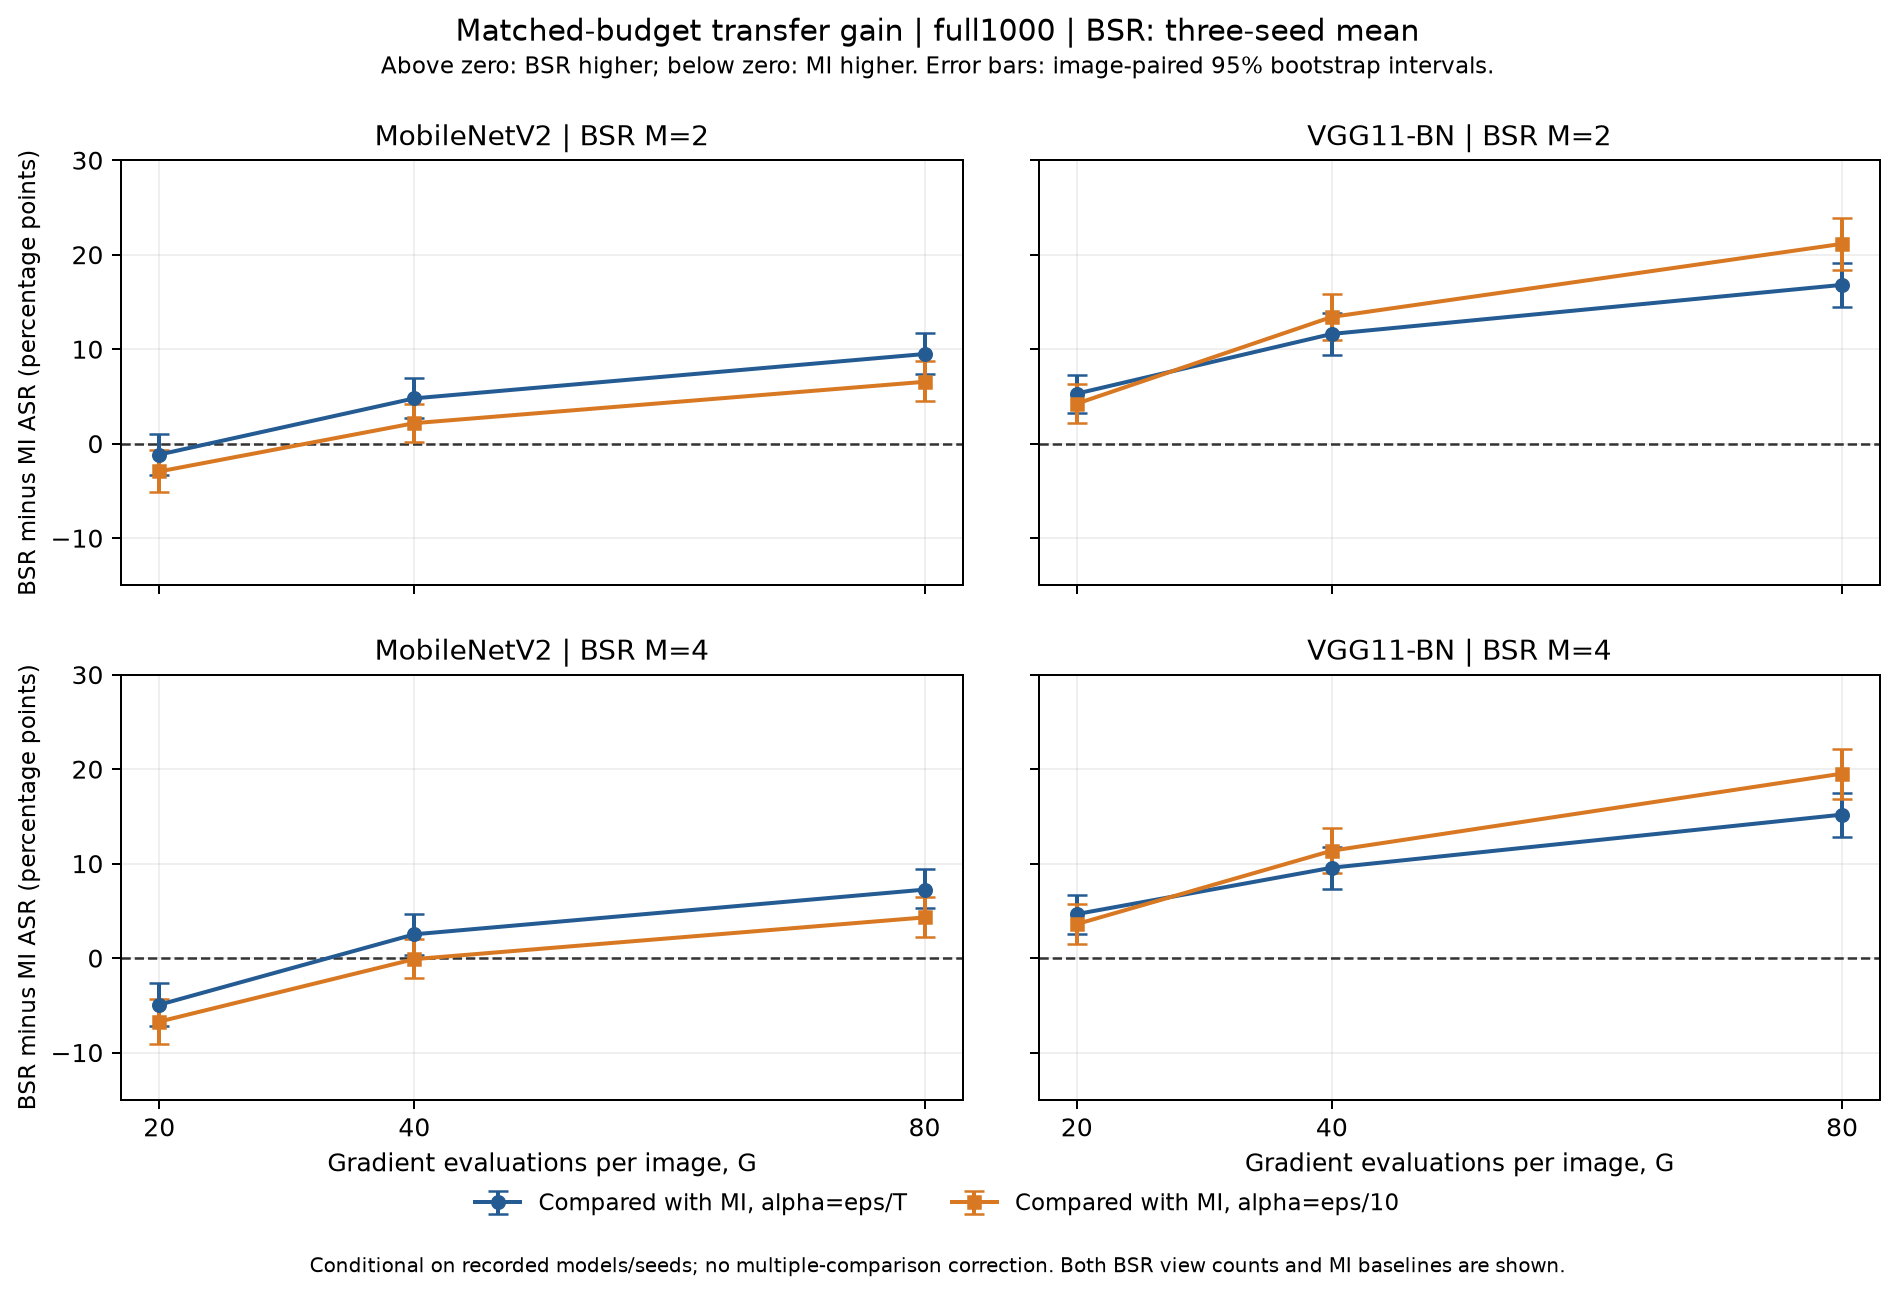 Matched-budget transfer gain | full1000 | BSR: three-seed mean
Above zero: BSR higher; below zero: MI higher. Error bars: image-paired 95% bootstrap intervals.
MobileNetV2 | BSR M=2
VGG11-BN | BSR M=2
BSR minus MI ASR (percentage points)
30
20
10
0
−10
MobileNetV2 | BSR M=4
VGG11-BN | BSR M=4
BSR minus MI ASR (percentage points)
30
20
10
0
−10
20 40 80
20 40 80
Gradient evaluations per image, G
Gradient evaluations per image, G
Compared with MI, alpha=eps/T
Compared with MI, alpha=eps/10
Conditional on recorded models/seeds; no multiple-comparison correction. Both BSR view counts and MI baselines are shown.